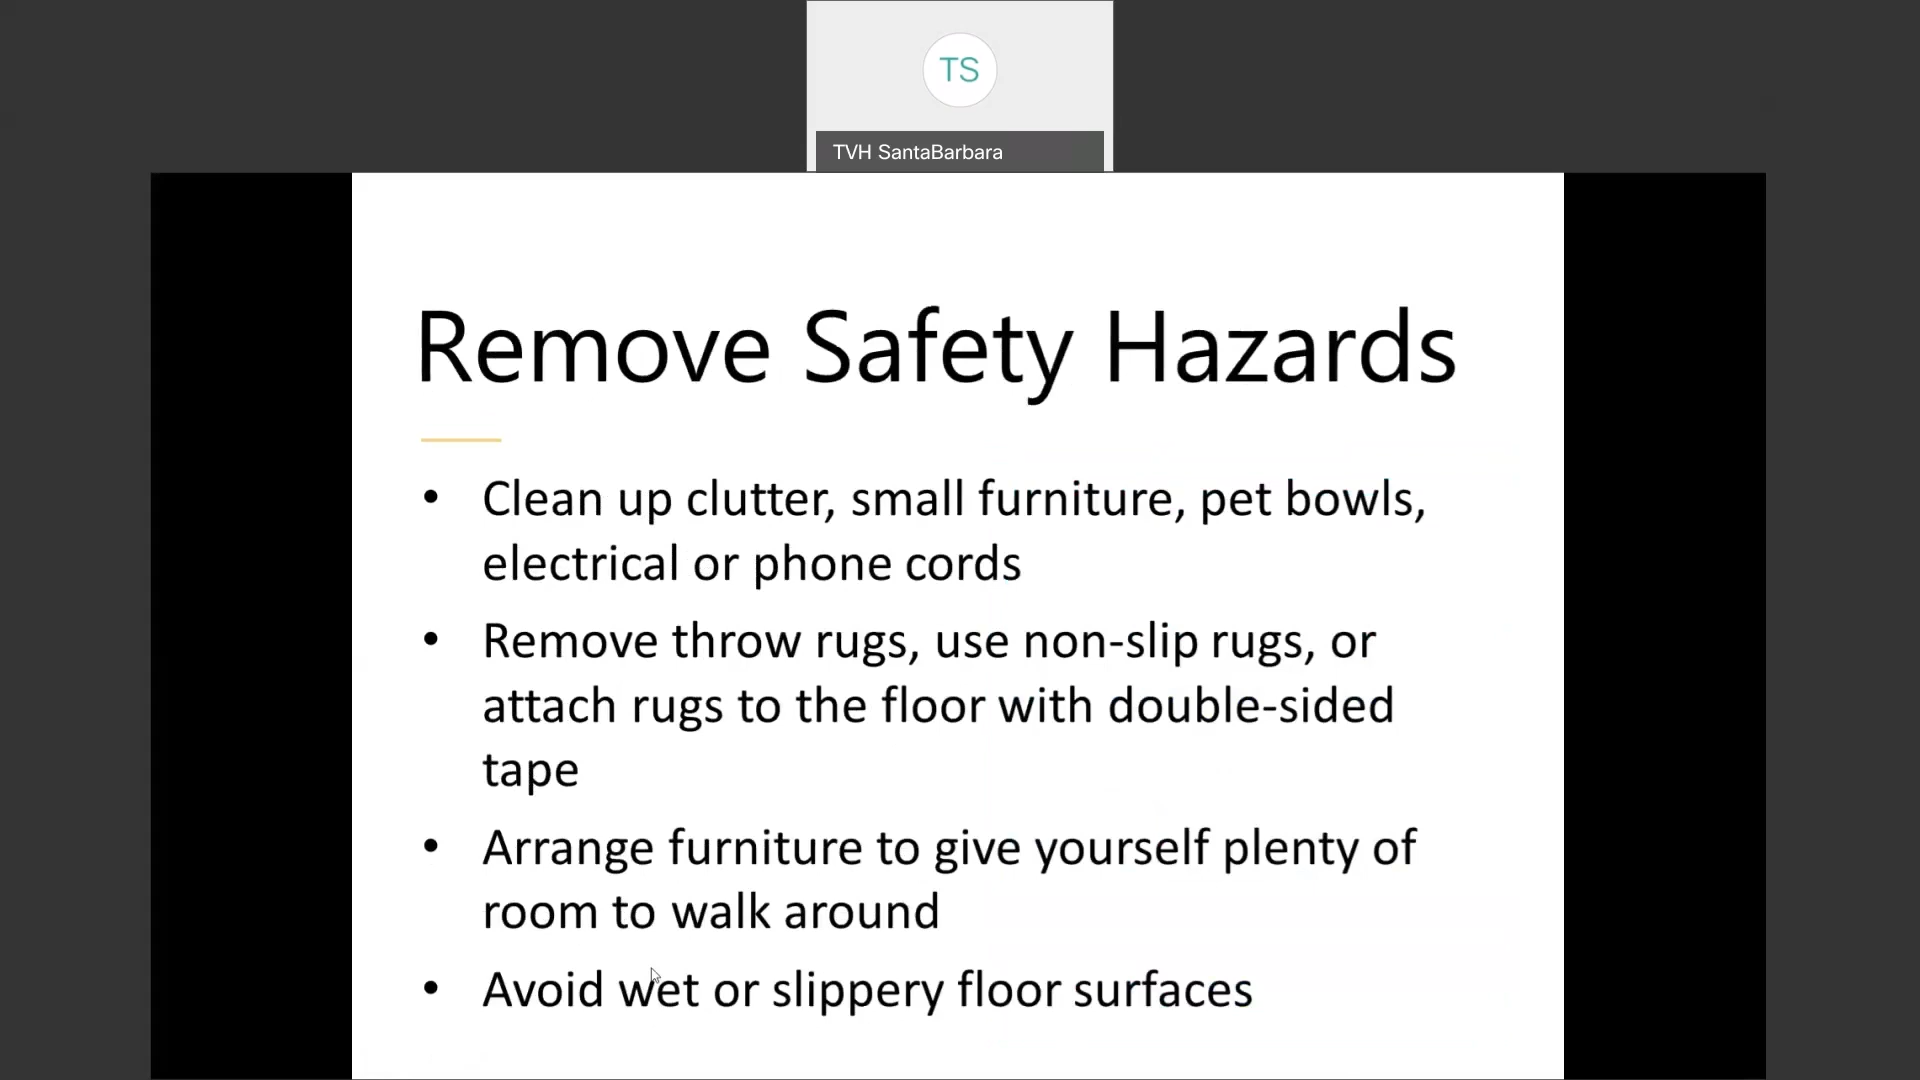 TS
TVH SantaBarbara
Remove Safety Hazards
• Clean up clutter, small furniture, pet bowls,
electrical or phone cords
• Remove throw rugs, use non-slip rugs, or
attach rugs to the floor with double-sided
tape
• Arrange furniture to give yourself plenty of
room to walk around
• Avoid wet or slippery floor surfaces